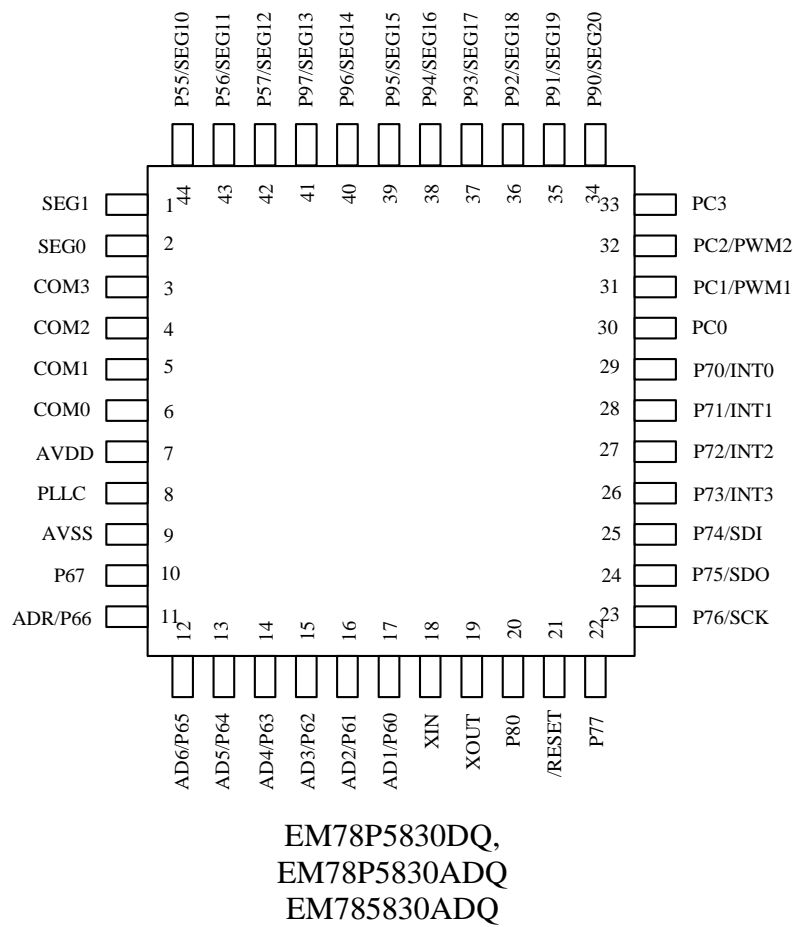 P55/SEG10
P56/SEG11
P57/SEG12
P97/SEG13
P96/SEG14
P95/SEG15
P94/SEG16
P93/SEG17
P92/SEG18
P91/SEG19
P90/SEG20
44
43
42
41
40
39
38
37
36
35
34
SEG1 1 33 PC3
SEG0 2 32 PC2/PWM2
COM3 3 31 PC1/PWM1
COM2 4 30 PC0
COM1 5 29 P70/INT0
COM0 6 28 P71/INT1
AVDD 7 27 P72/INT2
PLLC 8 26 P73/INT3
AVSS 9 25 P74/SDI
P67 10 24 P75/SDO
ADR/P66 11 23 P76/SCK
12
13
14
15
16
17
18
19
20
21
22
AD6/P65
AD5/P64
AD4/P63
AD3/P62
AD2/P61
AD1/P60
XIN
XOUT
P80
/RESET
P77
EM78P5830DQ,
EM78P5830ADQ
EM785830ADQ